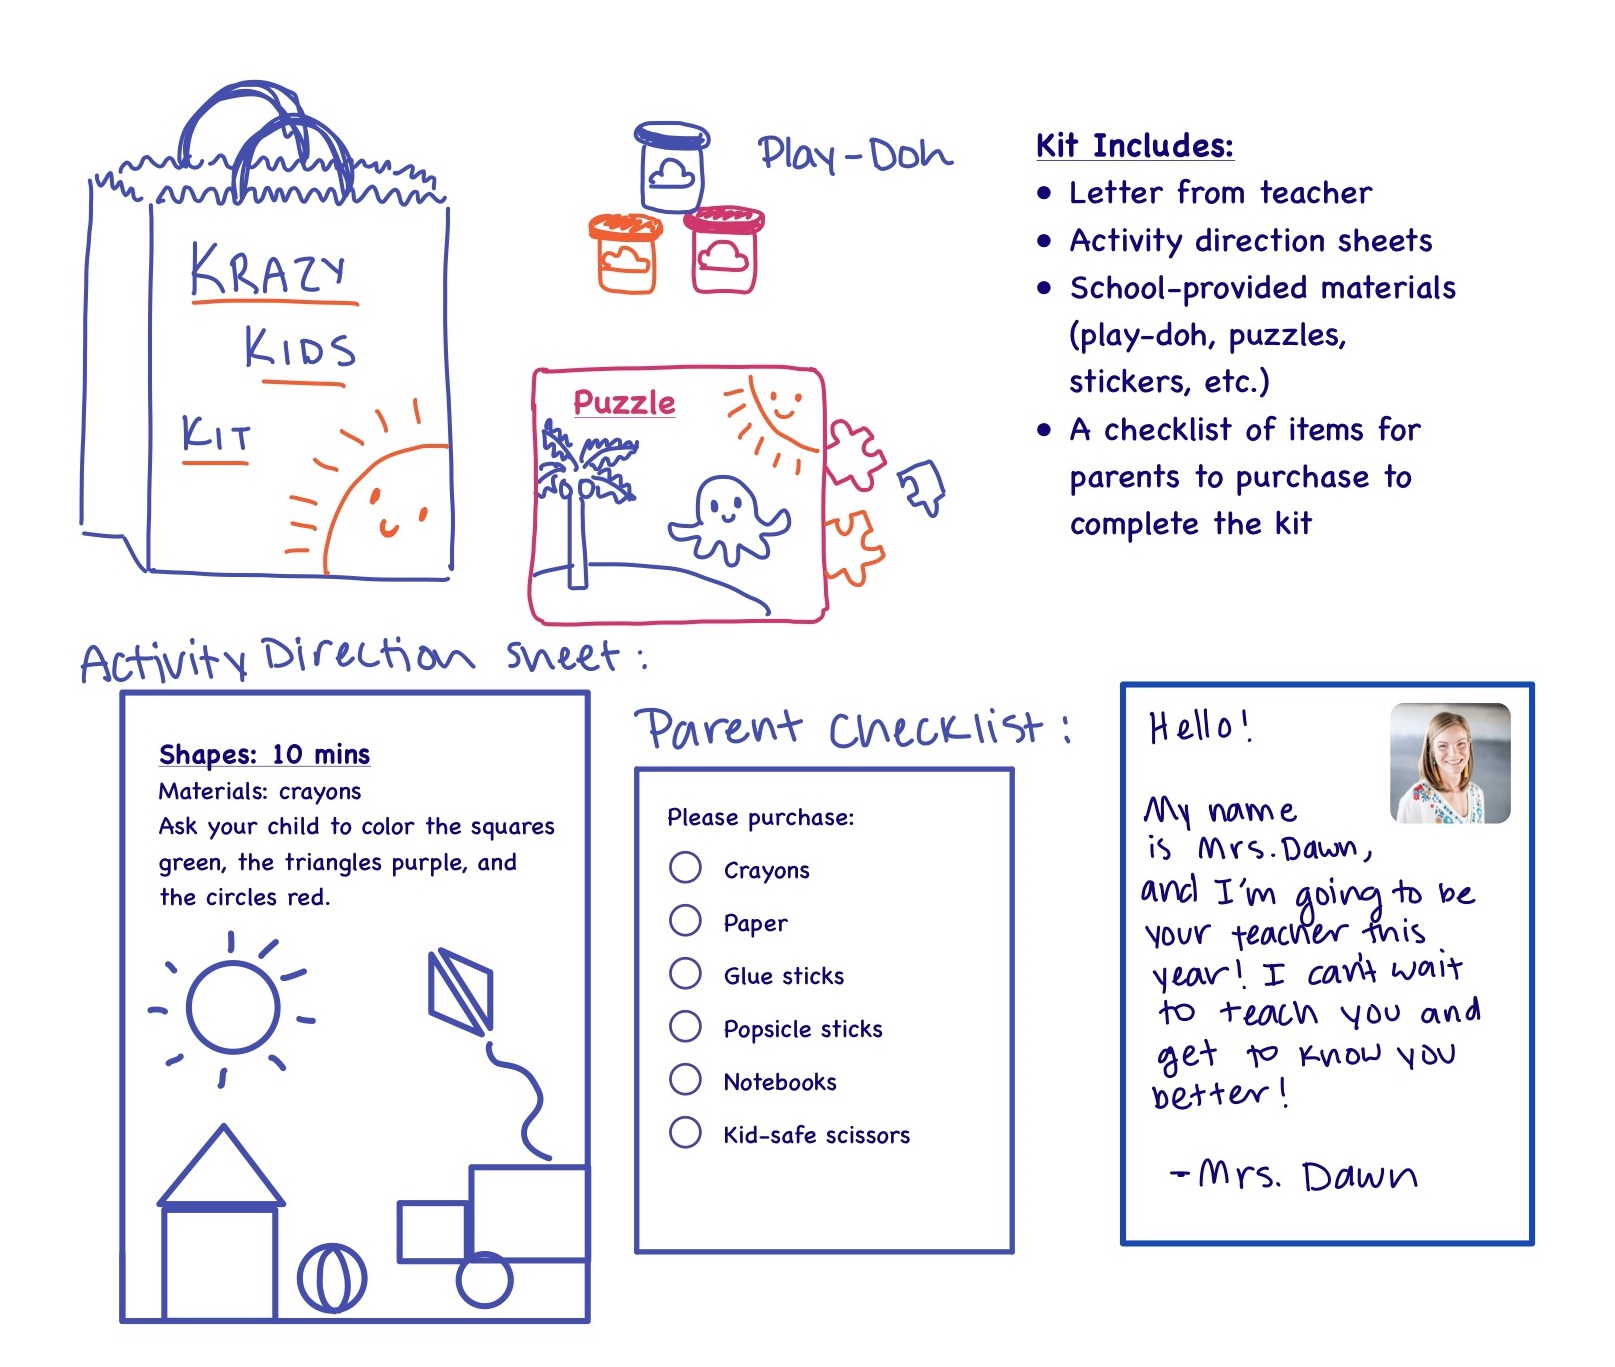 KRAZY
KIDS
KIT
Play-Doh
Puzzle
Kit Includes:
• Letter from teacher
• Activity direction sheets
• School-provided materials
(play-doh, puzzles,
stickers, etc.)
• A checklist of items for
parents to purchase to
complete the kit
Activity Direction sheet:
Shapes: 10 mins
Materials: crayons
Ask your child to color the squares
green, the triangles purple, and
the circles red.
Parent Checklist:
Please purchase:
Crayons
Paper
Glue sticks
Popsicle sticks
Notebooks
Kid-safe scissors
Hello!
My name
is Mrs. Dawn,
and I'm going to be
your teacher this
year! I can't wait
to teach you and
get to know you
better!
-Mrs. Dawn